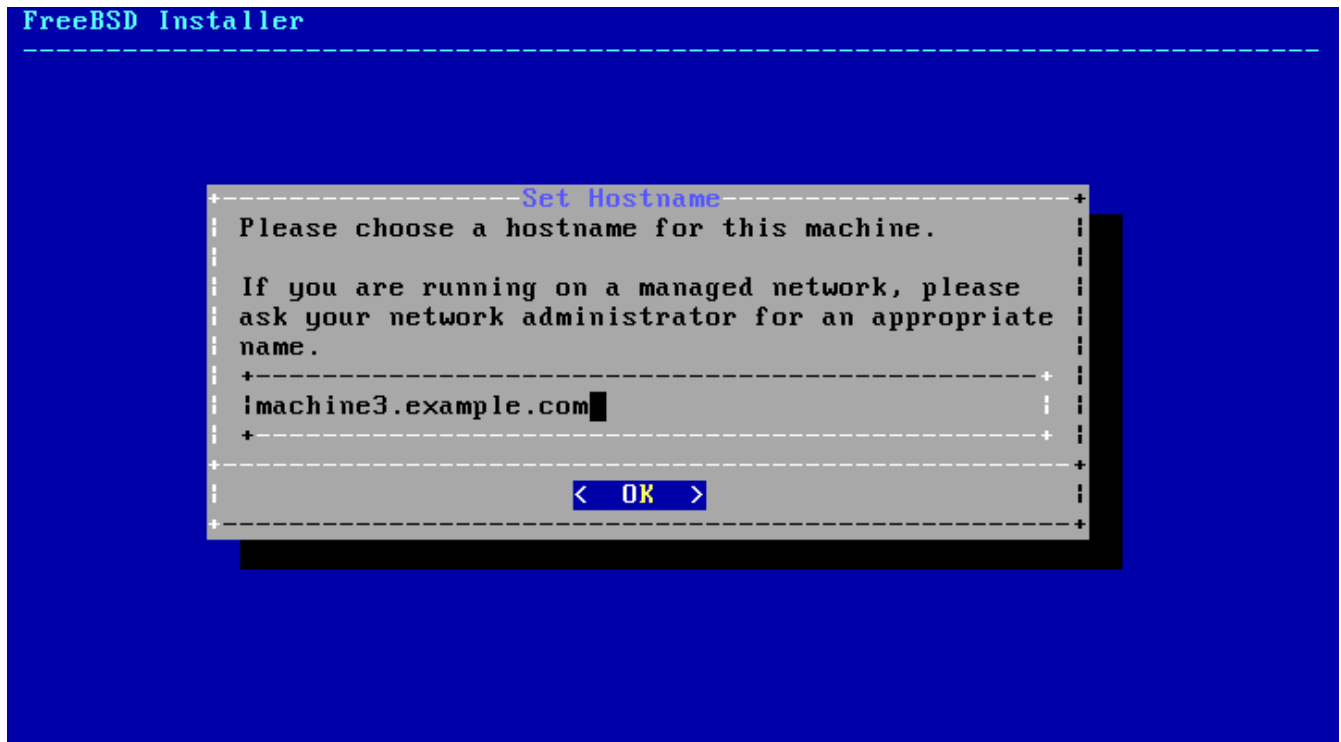 FreeBSD Installer
Set Hostname
Please choose a hostname for this machine.
If you are running on a managed network, please
ask your network administrator for an appropriate
name.
machine3.example.com
< OK >